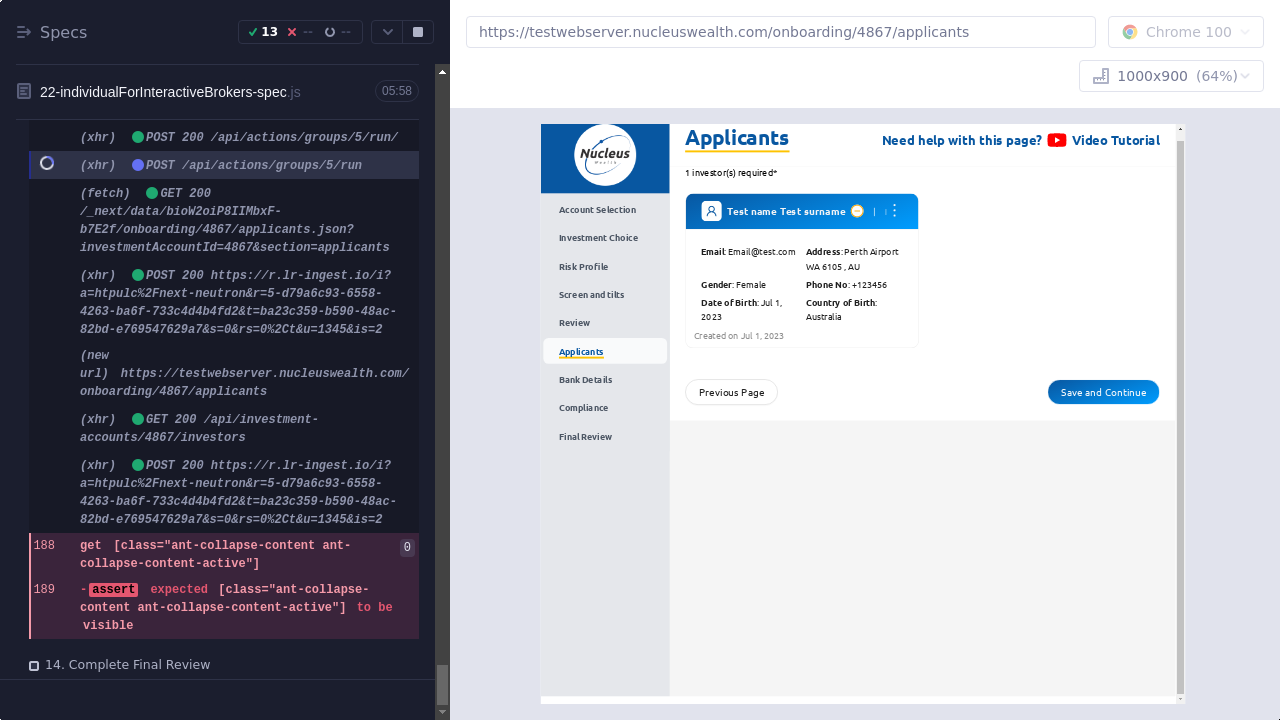 Specs
13
--
--
22-individualForInteractiveBrokers-spec.js
05:58
(xhr) POST 200 /api/actions/groups/5/run/
(xhr) POST /api/actions/groups/5/run
(fetch) GET 200
/_next/data/bioW2oiP8IIMbxF-
b7E2f/onboarding/4867/applicants.json?
investmentAccountId=4867&section=applicants
(xhr) POST 200 https://r.lr-ingest.io/i?
a=htpulc%2Fnext-neutron&r=5-d79a6c93-6558-
4263-ba6f-733c4d4b4fd2&t=ba23c359-b590-48ac-
82bd-e769547629a7&s=0&rs=0%2Ct&u=1345&is=2
(new
url) https://testwebserver.nucleuswealth.com/
onboarding/4867/applicants
(xhr) GET 200 /api/investment-
accounts/4867/investors
(xhr) POST 200 https://r.lr-ingest.io/i?
a=htpulc%2Fnext-neutron&r=5-d79a6c93-6558-
4263-ba6f-733c4d4b4fd2&t=ba23c359-b590-48ac-
82bd-e769547629a7&s=0&rs=0%2Ct&u=1345&is=2
188 get [class="ant-collapse-content ant-
collapse-content-active"]
0
189 -assert expected [class="ant-collapse-
content ant-collapse-content-active"] to be
visible
14. Complete Final Review
https://testwebserver.nucleuswealth.com/onboarding/4867/applicants
Chrome 100
1000x900 (64%)
Nucleus
Wealth
Account Selection
Investment Choice
Risk Profile
Screen and tilts
Review
Applicants
Bank Details
Compliance
Final Review
Applicants
Need help with this page? Video Tutorial
1 investor(s) required*
Test name Test surname
Email: Email@test.com
Address: Perth Airport
WA 6105 , AU
Gender: Female
Phone No: +123456
Date of Birth: Jul 1,
2023
Country of Birth:
Australia
Created on Jul 1, 2023
Previous Page
Save and Continue